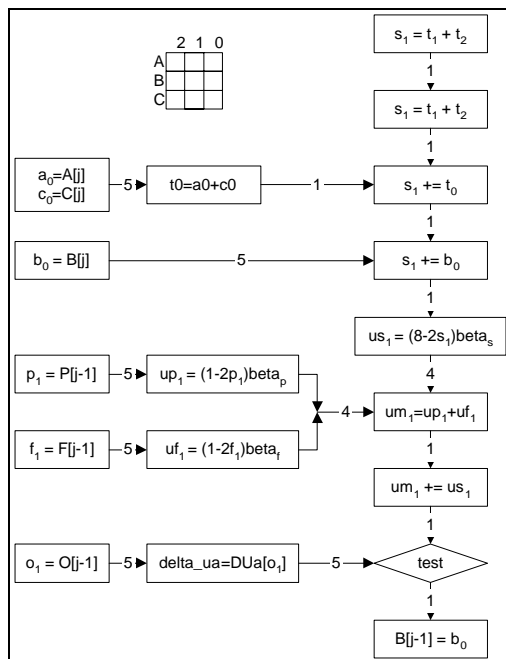 s₁ = t₁ + t₂
2 1 0
A
B
C
1
s₁ = t₁ + t₂
1
a₀=A[j]
c₀=C[j]
5
t0=a0+c0
1
s₁ += t₀
1
b₀ = B[j]
5
s₁ += b₀
1
us₁ = (8-2s₁)betaₛ
4
p₁ = P[j-1]
5
up₁ = (1-2p₁)betaₚ
4
um₁=up₁+uf₁
f₁ = F[j-1]
5
uf₁ = (1-2f₁)beta_f
1
um₁ += us₁
1
o₁ = O[j-1]
5
delta_ua=DUa[o₁]
5
test
1
B[j-1] = b₀